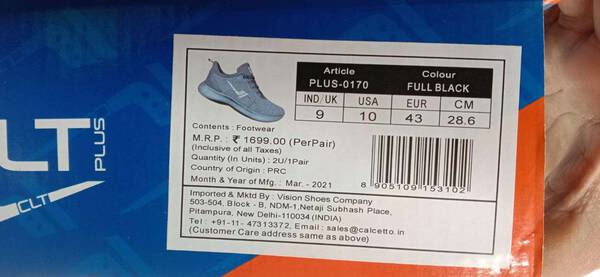 LT
PLUS
CLT
Article
PLUS-0170
Colour
FULL BLACK
IND/UK USA EUR CM
9 10 43 28.6
Contents : Footwear
M.R.P. : ₹ 1699.00 (PerPair)
(Inclusive of all Taxes)
Quantity (In Units) : 2U/1Pair
Country of Origin : PRC
Month & Year of Mfg. : Mar. - 2021
8 905109 153102
Imported & Mktd By : Vision Shoes Company
503-504, Block - B, NDM-1,Netaji Subhash Place,
Pitampura, New Delhi-110034 (INDIA)
Tel : +91-11- 47313372, Email : sales@calcetto.in
(Customer Care address same as above)